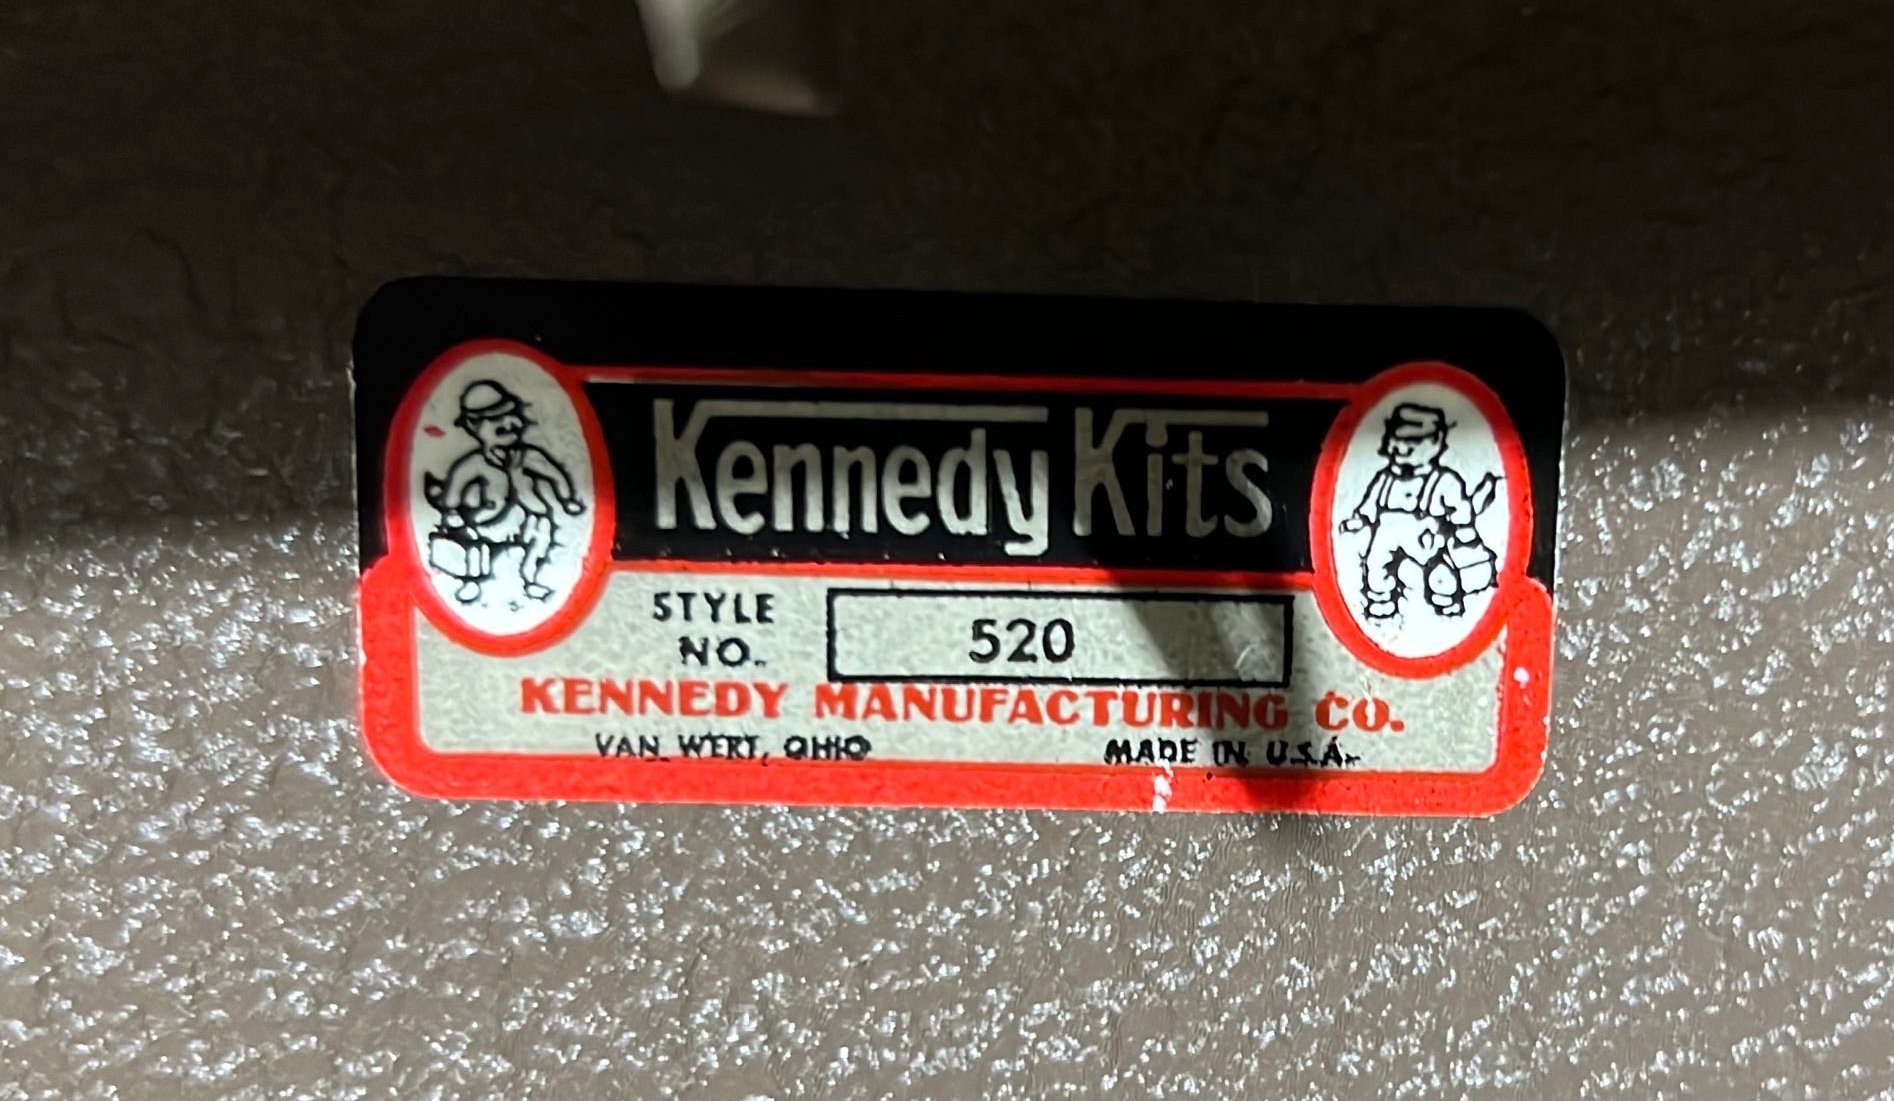 Kennedy Kits
STYLE NO. 520
KENNEDY MANUFACTURING CO.
VAN WERT, OHIO MADE IN U.S.A.